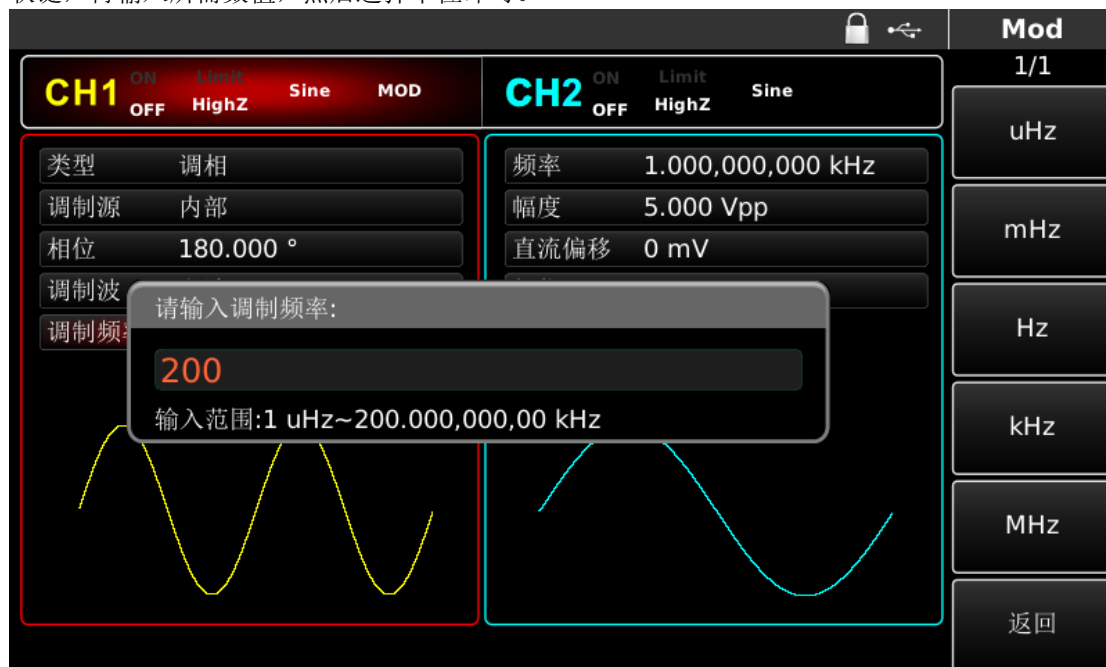 Mod
1/1
CH1 ON OFF Limit HighZ Sine MOD
CH2 ON OFF Limit HighZ Sine
uHz
类型 调相
频率 1.000,000,000 kHz
调制源 内部
幅度 5.000 Vpp
mHz
相位 180.000 °
直流偏移 0 mV
调制波
请输入调制频率:
调制频
Hz
200
输入范围:1 uHz~200.000,000,00 kHz
kHz
MHz
返回